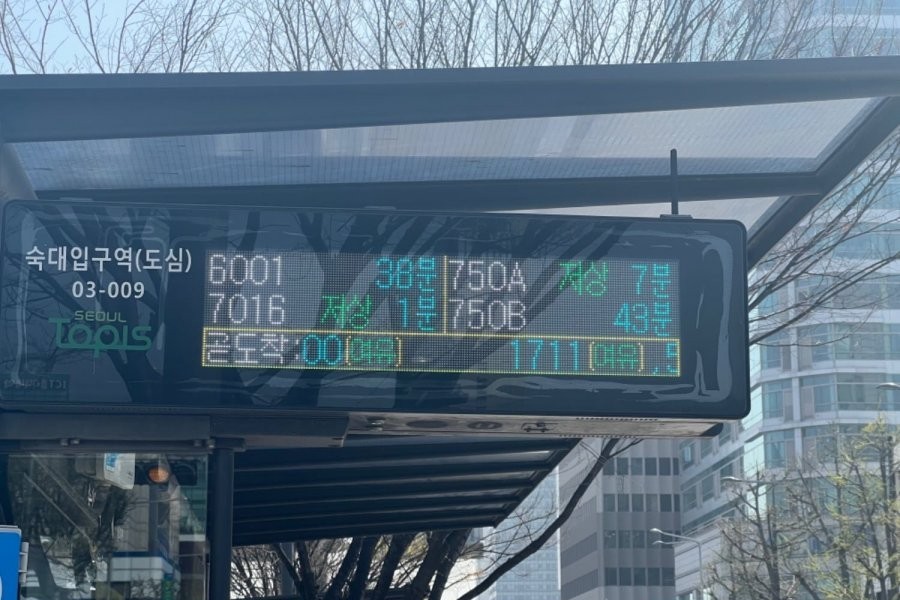 숙대입구역(도심)
03-009
SEOUL
Topis
6001 38분
7016 저상 1분
750A 저상 7분
750B 43분
곧도착:00(여유) 1711(여유),5